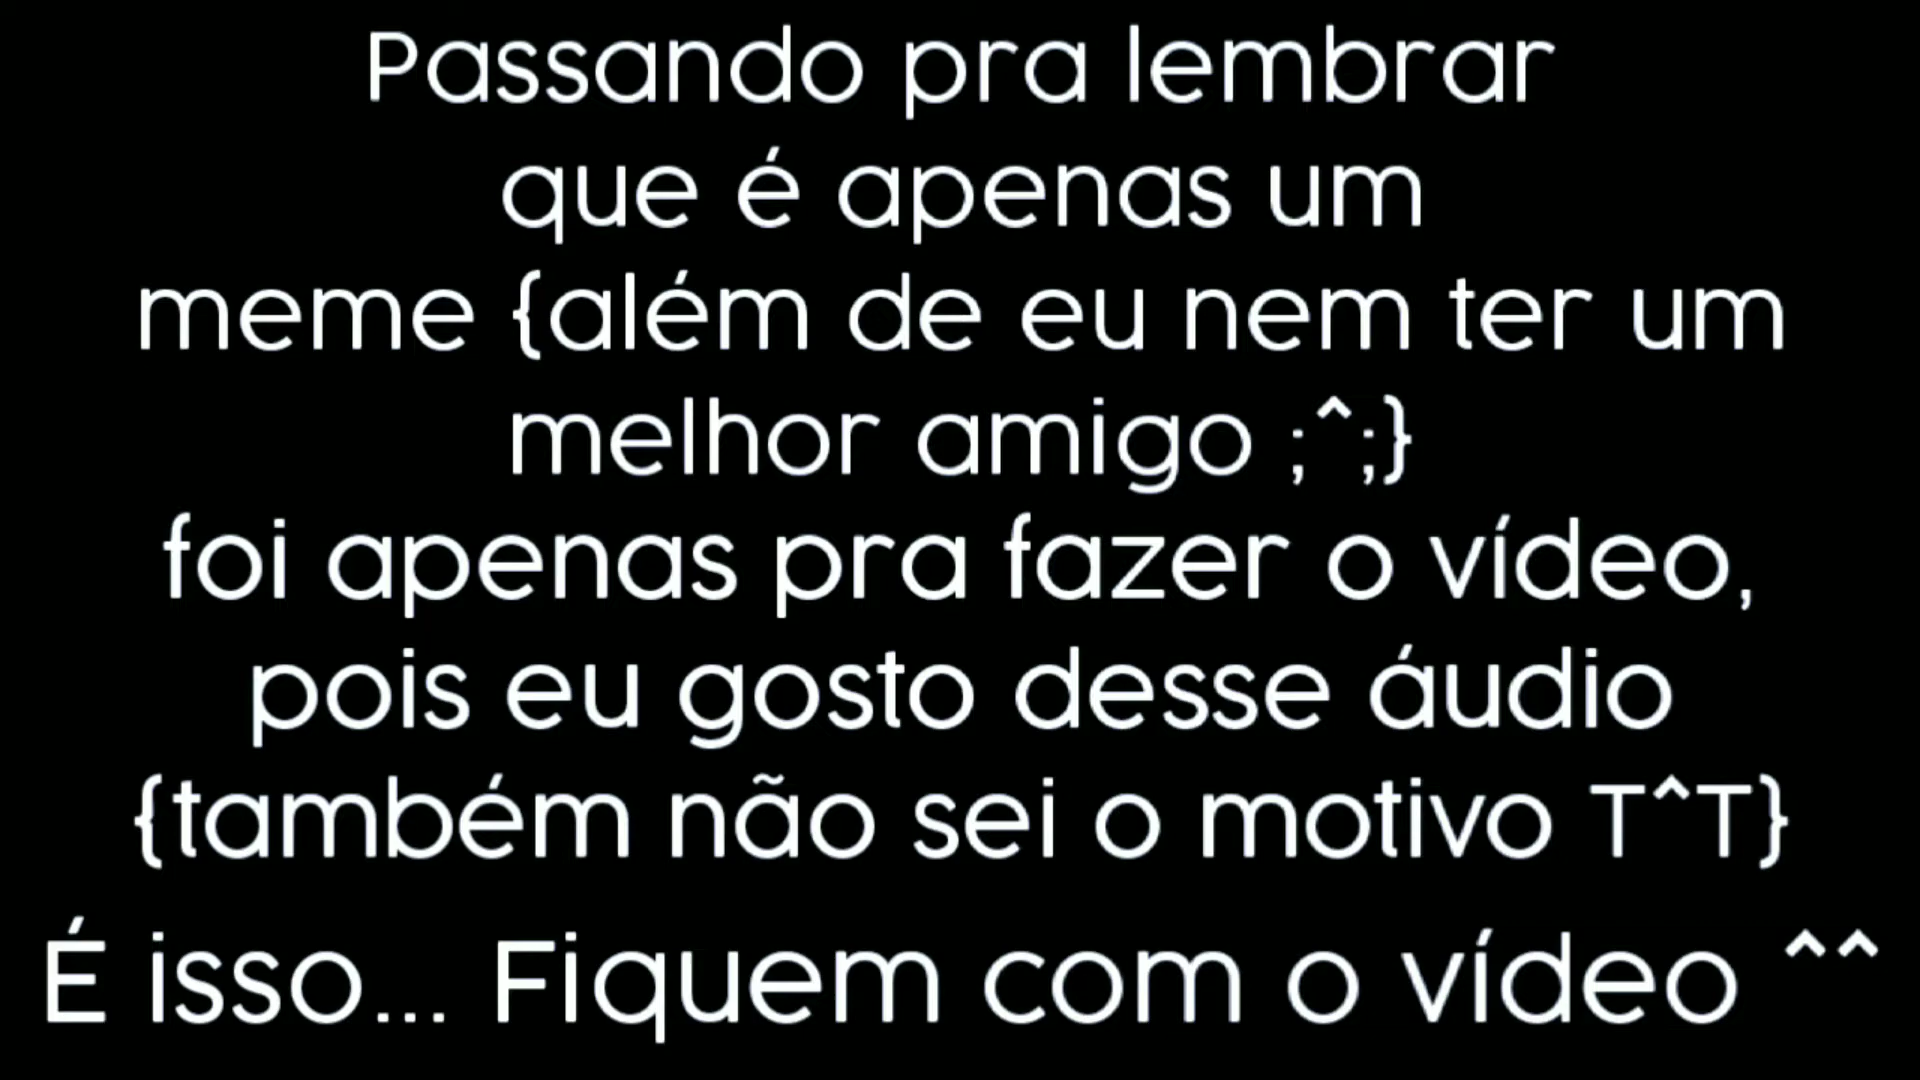 Passando pra lembrar
que é apenas um
meme {além de eu nem ter um
melhor amigo ;^;}
foi apenas pra fazer o vídeo,
pois eu gosto desse áudio
{também não sei o motivo T^T}
É isso... Fiquem com o vídeo ^^